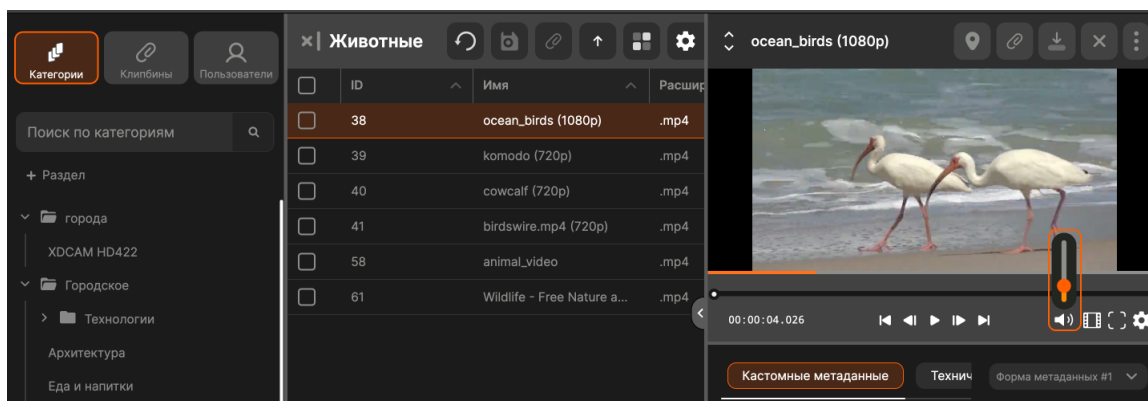 Категории
Клипбины
Пользователи
Поиск по категориям
+ Раздел
города
XDCAM HD422
Городское
Технологии
Архитектура
Еда и напитки
Животные
ID Имя Расшир
38 ocean_birds (1080p) .mp4
39 komodo (720p) .mp4
40 cowcalf (720p) .mp4
41 birdswire.mp4 (720p) .mp4
58 animal_video .mp4
61 Wildlife - Free Nature a... .mp4
ocean_birds (1080p)
00:00:04.026
Кастомные метаданные Технич Форма метаданных #1